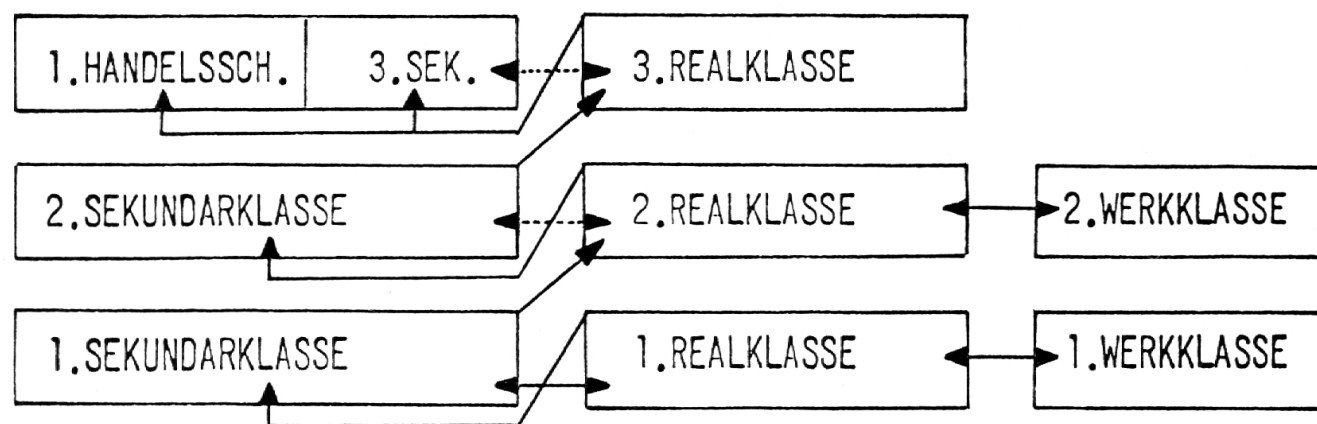 1.HANDELSSCH. 3.SEK. 3.REALKLASSE
2.SEKUNDARKLASSE 2.REALKLASSE 2.WERKKLASSE
1.SEKUNDARKLASSE 1.REALKLASSE 1.WERKKLASSE